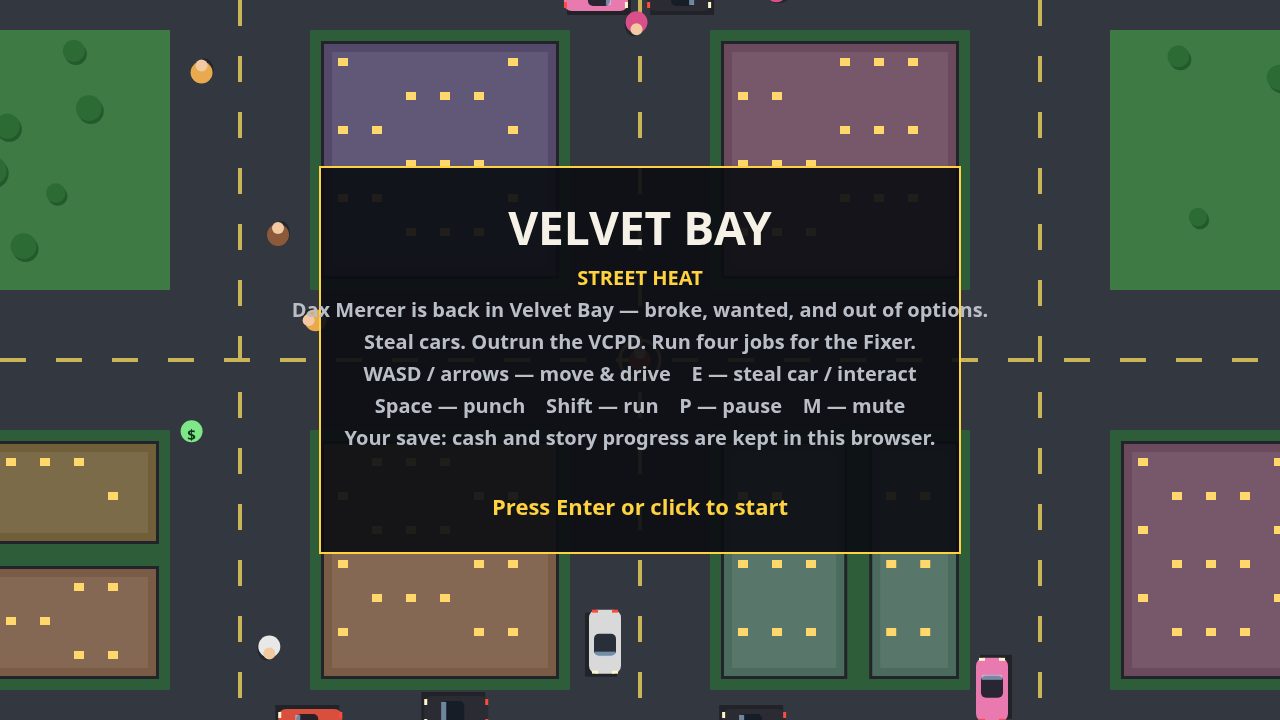 VELVET BAY
STREET HEAT
Dax Mercer is back in Velvet Bay — broke, wanted, and out of options.
Steal cars. Outrun the VCPD. Run four jobs for the Fixer.
WASD / arrows — move & drive    E — steal car / interact
Space — punch    Shift — run    P — pause    M — mute
$
Your save: cash and story progress are kept in this browser.
Press Enter or click to start